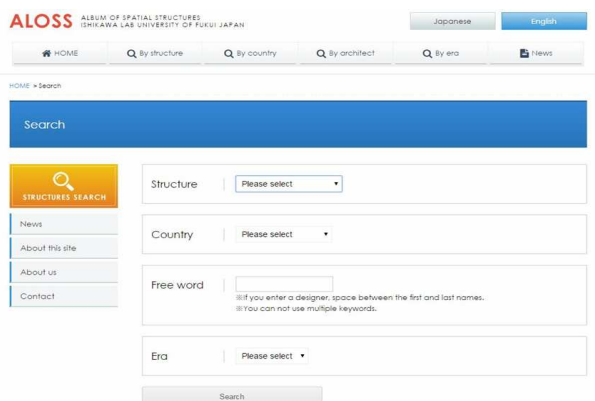 ALOSS ALBUM OF SPATIAL STRUCTURES
ISHIKAWA LAB UNIVERSITY OF FUKUI JAPAN
Japanese English
HOME By structure By country By architect By era News
HOME » Search
Search
STRUCTURES SEARCH
News
About this site
About us
Contact
Structure Please select
Country Please select
Free word
※If you enter a designer, space between the first and last names.
※You can not use multiple keywords.
Era Please select
Search